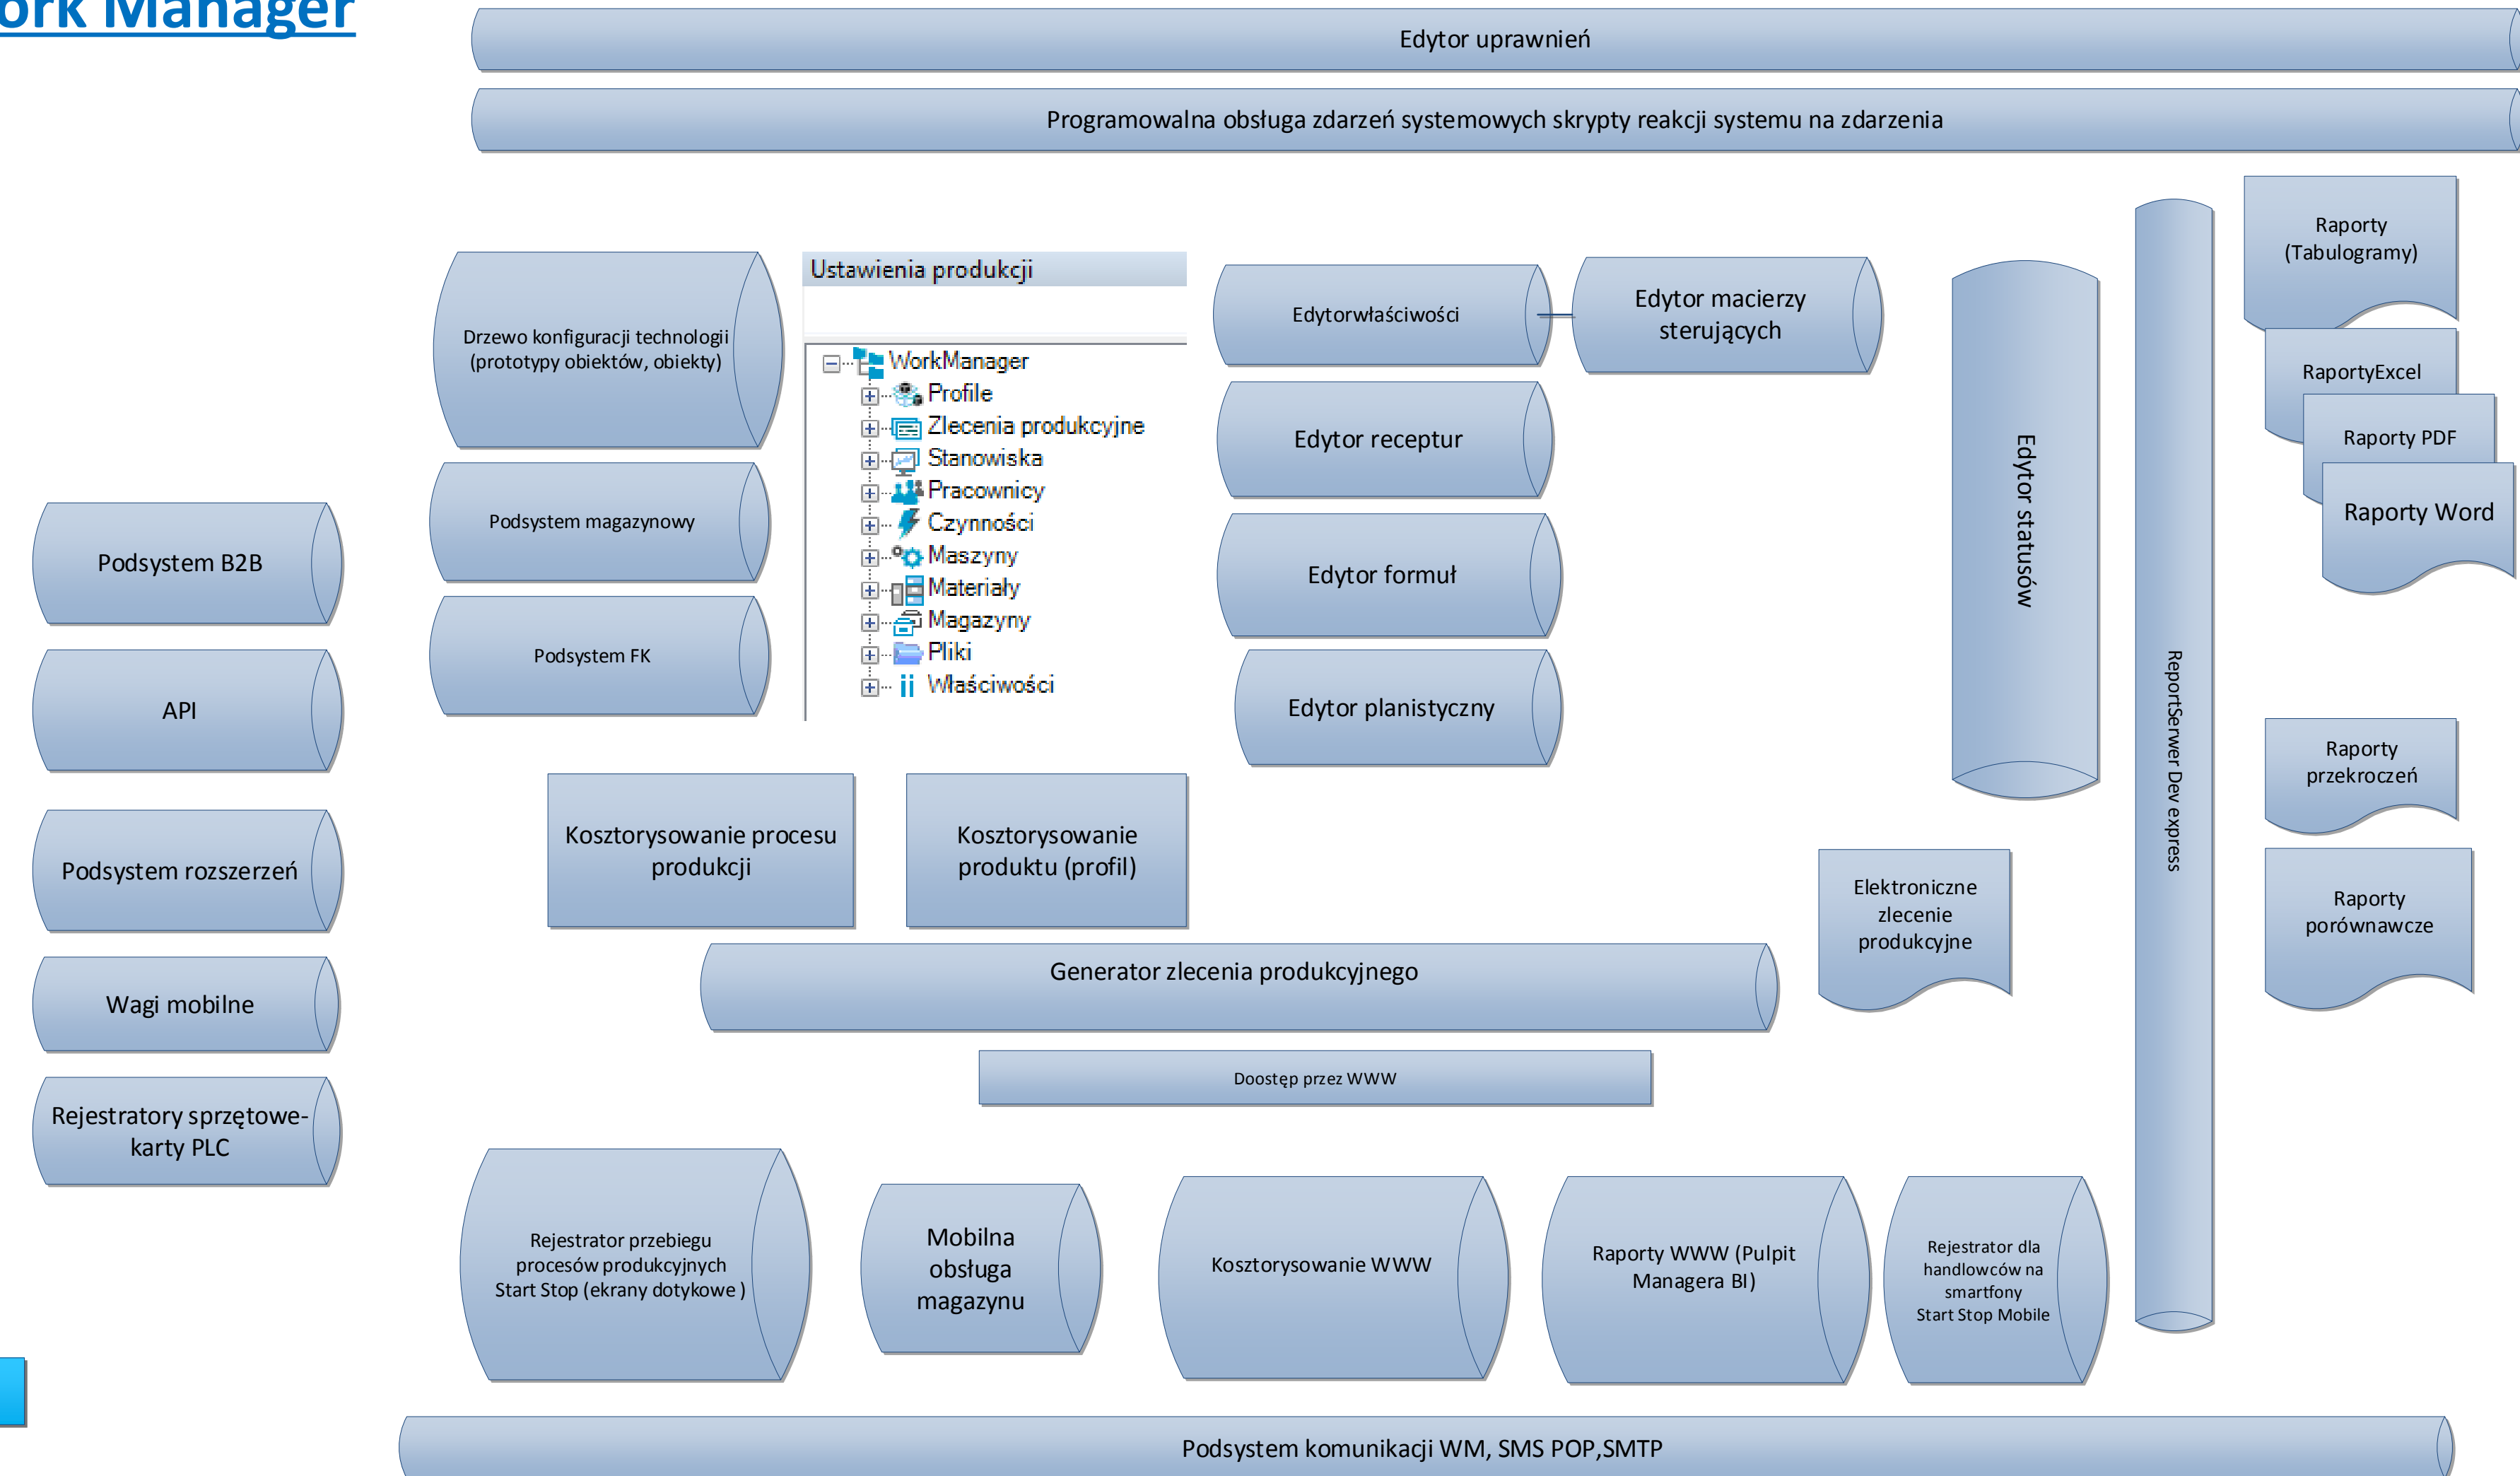 ork Manager
Edytor uprawnień
Programowalna obsługa zdarzeń systemowych skrypty reakcji systemu na zdarzenia
Drzewo konfiguracji technologii
(prototypy obiektów, obiekty)
Podsystem magazynowy
Podsystem FK
Ustawienia produkcji
WorkManager
Profile
Zlecenia produkcyjne
Stanowiska
Pracownicy
Czynności
Maszyny
Materiały
Magazyny
Pliki
Właściwości
Edytorwłaściwości
Edytor macierzy
sterujących
Edytor receptur
Edytor formuł
Edytor planistyczny
Edytor statusów
ReportSerwer Dev express
Raporty
(Tabulogramy)
RaportyExcel
Raporty PDF
Raporty Word
Raporty
przekroczeń
Raporty
porównawcze
Podsystem B2B
API
Podsystem rozszerzeń
Wagi mobilne
Rejestratory sprzętowe-
karty PLC
Kosztorysowanie procesu
produkcji
Kosztorysowanie
produktu (profil)
Elektroniczne
zlecenie
produkcyjne
Generator zlecenia produkcyjnego
Doostęp przez WWW
Rejestrator przebiegu
procesów produkcyjnych
Start Stop (ekrany dotykowe )
Mobilna
obsługa
magazynu
Kosztorysowanie WWW
Raporty WWW (Pulpit
Managera BI)
Rejestrator dla
handlowców na
smartfony
Start Stop Mobile
Podsystem komunikacji WM, SMS POP,SMTP